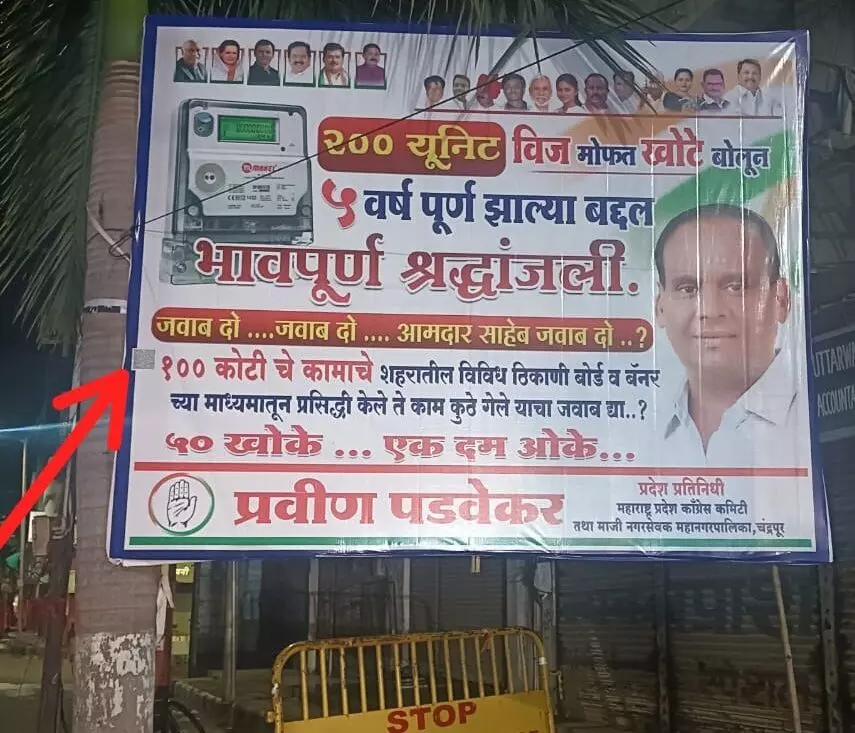 २०० यूनिट विज मोफत खोटे बोलून
५ वर्ष पूर्ण झाल्या बद्दल
भावपूर्ण श्रद्धांजली.
जवाब दो ....जवाब दो .... आमदार साहेब जवाब दो ..?
१०० कोटी चे कामाचे शहरातील विविध ठिकाणी बोर्ड व बॅनर
च्या माध्यमातून प्रसिद्धी केले ते काम कुठे गेले याचा जवाब द्या..?
५० खोके ... एक दम ओके...
प्रवीण पडवेकर
प्रदेश प्रतिनिधी
महाराष्ट्र प्रदेश काँग्रेस कमिटी
तथा माजी नगरसेवक महानगरपालिका,चंद्रपूर
UTTARWA
ACCOUNTA
STOP